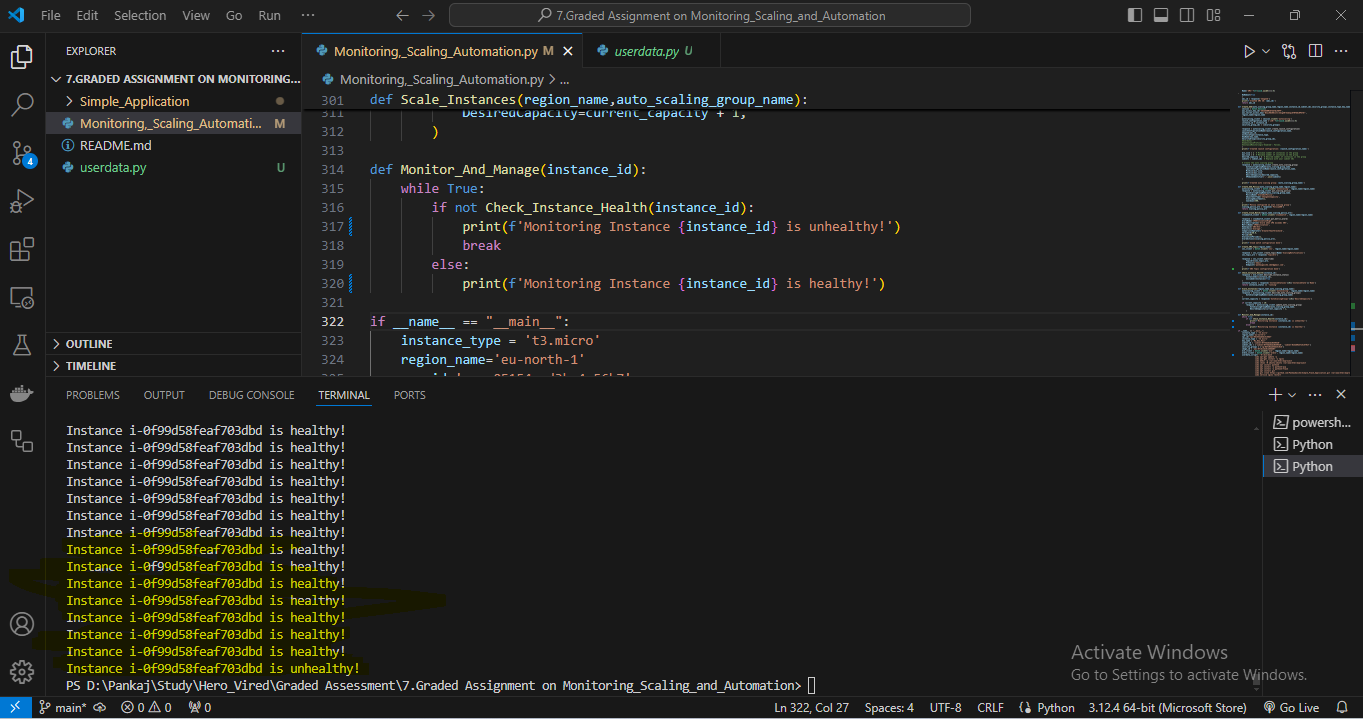 File Edit Selection View Go Run ··· 7.Graded Assignment on Monitoring_Scaling_and_Automation
EXPLORER
7.GRADED ASSIGNMENT ON MONITORING...
Simple_Application
Monitoring,_Scaling_Automati... M
README.md
userdata.py U
OUTLINE
TIMELINE
4
Monitoring,_Scaling_Automation.py M
userdata.py U
Monitoring,_Scaling_Automation.py > ...
301 def Scale_Instances(region_name,auto_scaling_group_name):
311 DesiredCapacity=current_capacity + 1,
312 )
313
314 def Monitor_And_Manage(instance_id):
315 while True:
316 if not Check_Instance_Health(instance_id):
317 print(f'Monitoring Instance {instance_id} is unhealthy!')
318 break
319 else:
320 print(f'Monitoring Instance {instance_id} is healthy!')
321
322 if __name__ == "__main__":
323 instance_type = 't3.micro'
324 region_name='eu-north-1'
PROBLEMS OUTPUT DEBUG CONSOLE TERMINAL PORTS
Instance i-0f99d58feaf703dbd is healthy!
Instance i-0f99d58feaf703dbd is healthy!
Instance i-0f99d58feaf703dbd is healthy!
Instance i-0f99d58feaf703dbd is healthy!
Instance i-0f99d58feaf703dbd is healthy!
Instance i-0f99d58feaf703dbd is healthy!
Instance i-0f99d58feaf703dbd is healthy!
Instance i-0f99d58feaf703dbd is healthy!
Instance i-0f99d58feaf703dbd is healthy!
Instance i-0f99d58feaf703dbd is healthy!
Instance i-0f99d58feaf703dbd is healthy!
Instance i-0f99d58feaf703dbd is healthy!
Instance i-0f99d58feaf703dbd is healthy!
Instance i-0f99d58feaf703dbd is healthy!
Instance i-0f99d58feaf703dbd is unhealthy!
PS D:\Pankaj\Study\Hero_Vired\Graded Assessment\7.Graded Assignment on Monitoring_Scaling_and_Automation>
powersh...
Python
Python
Activate Windows
Go to Settings to activate Windows.
main* 0 0 0 Ln 322, Col 27 Spaces: 4 UTF-8 CRLF Python 3.12.4 64-bit (Microsoft Store) Go Live